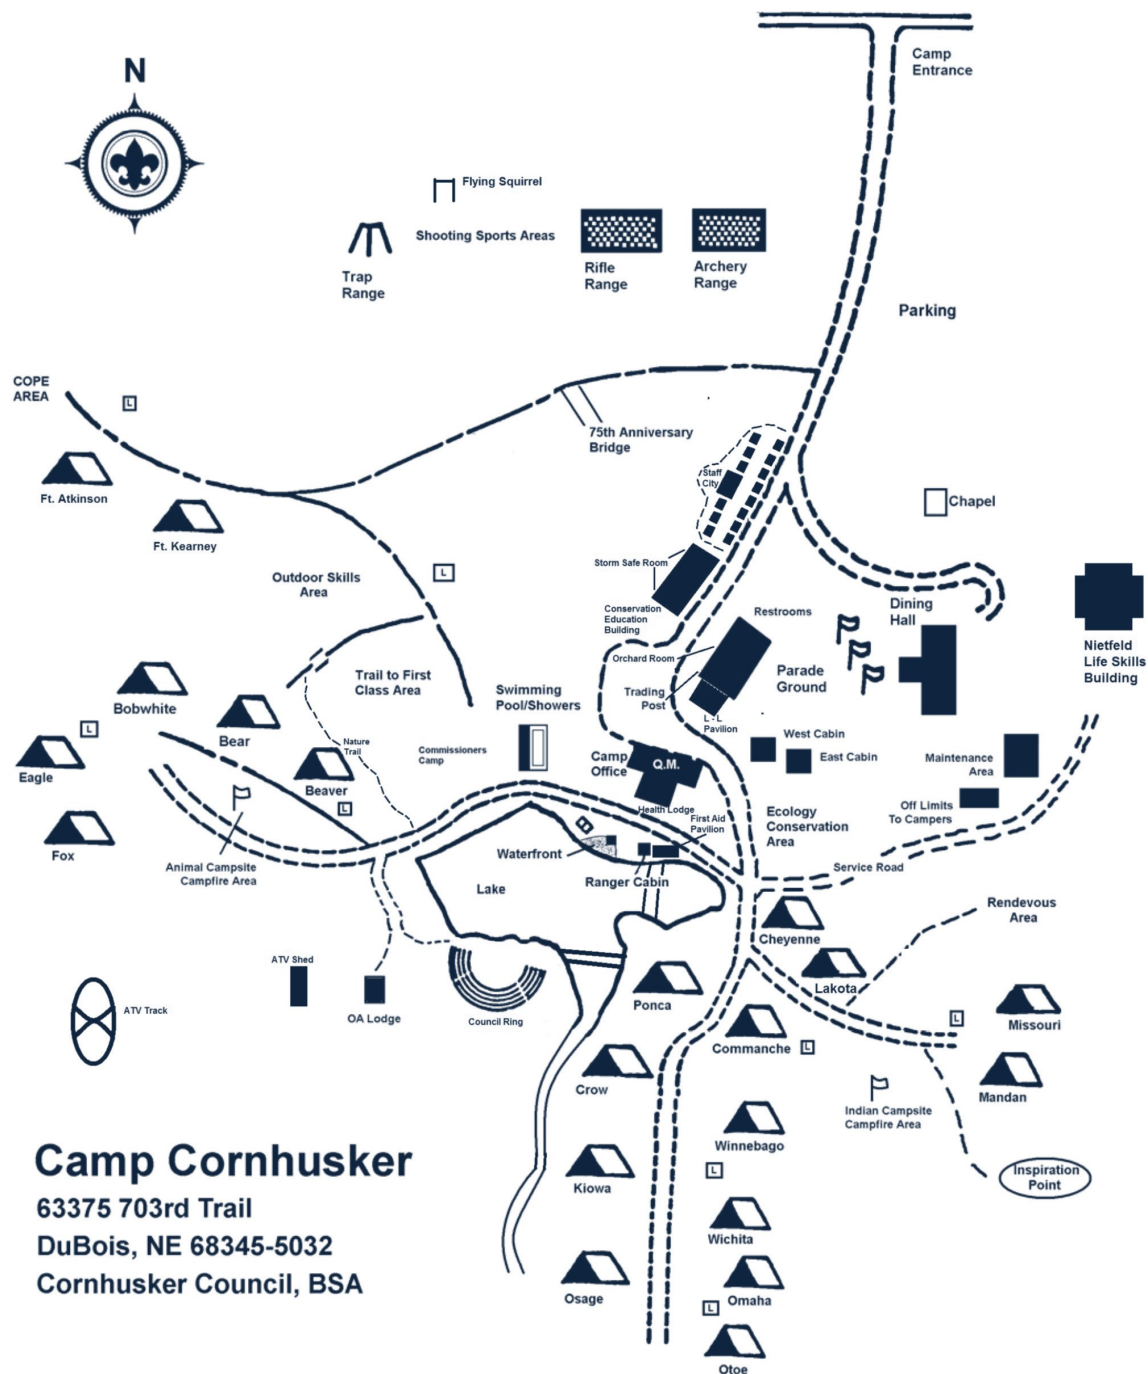 N
Camp
Entrance
Flying Squirrel
Shooting Sports Areas
Trap
Range
Rifle
Range
Archery
Range
Parking
COPE
AREA
L
75th Anniversary
Bridge
Staff
City
Ft. Atkinson
Ft. Kearney
Chapel
Outdoor Skills
Area
L
Storm Safe Room
Conservation
Education
Building
Restrooms
Dining
Hall
Nietfeld
Life Skills
Building
Orchard Room
Trading
Post
L - L
Pavilion
Parade
Ground
Trail to First
Class Area
Swimming
Pool/Showers
Bobwhite
L
Bear
Eagle
Nature
Trail
Beaver
L
Commissioners
Camp
Camp
Office
Q.M.
Health Lodge
West Cabin
East Cabin
Maintenance
Area
Off Limits
To Campers
First Aid
Pavilion
Ecology
Conservation
Area
Fox
Animal Campsite
Campfire Area
Waterfront
Ranger Cabin
Lake
Service Road
Rendevous
Area
Cheyenne
Lakota
ATV Shed
OA Lodge
Council Ring
ATV Track
Ponca
L
Missouri
Commanche
L
Crow
Mandan
Indian Campsite
Campfire Area
Winnebago
L
Inspiration
Point
Kiowa
Wichita
Osage
Omaha
L
Otoe
Camp Cornhusker
63375 703rd Trail
DuBois, NE 68345-5032
Cornhusker Council, BSA